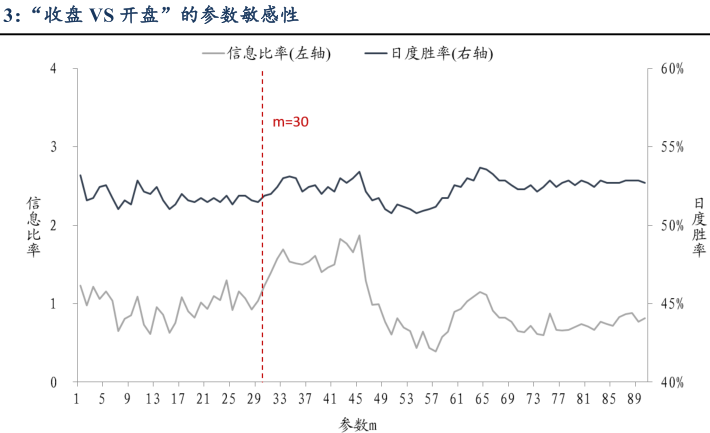 3:“收盘 VS 开盘”的参数敏感性
信息比率(左轴) 日度胜率(右轴)
4 60%
m=30
3 55%
信息比率
2 50%
日度胜率
1 45%
0 40%
1 5 9 13 17 21 25 29 33 37 41 45 49 53 57 61 65 69 73 77 81 85 89
参数m